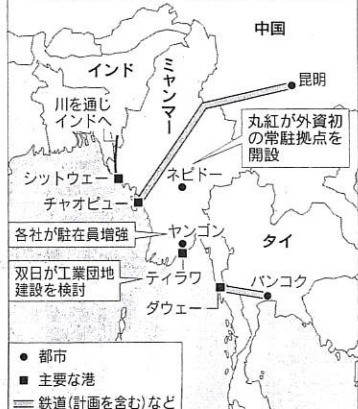 中国
インド
ミャンマー
昆明
川を通じ
インドへ
丸紅が外資初
の常駐拠点を
開設
シットウェー
ネピドー
チャオピュー
各社が駐在員増強
ヤンゴン
タイ
双日が工業団地
建設を検討
ティラワ
バンコク
ダウェー
● 都市
■ 主要な港
鉄道(計画を含む)など